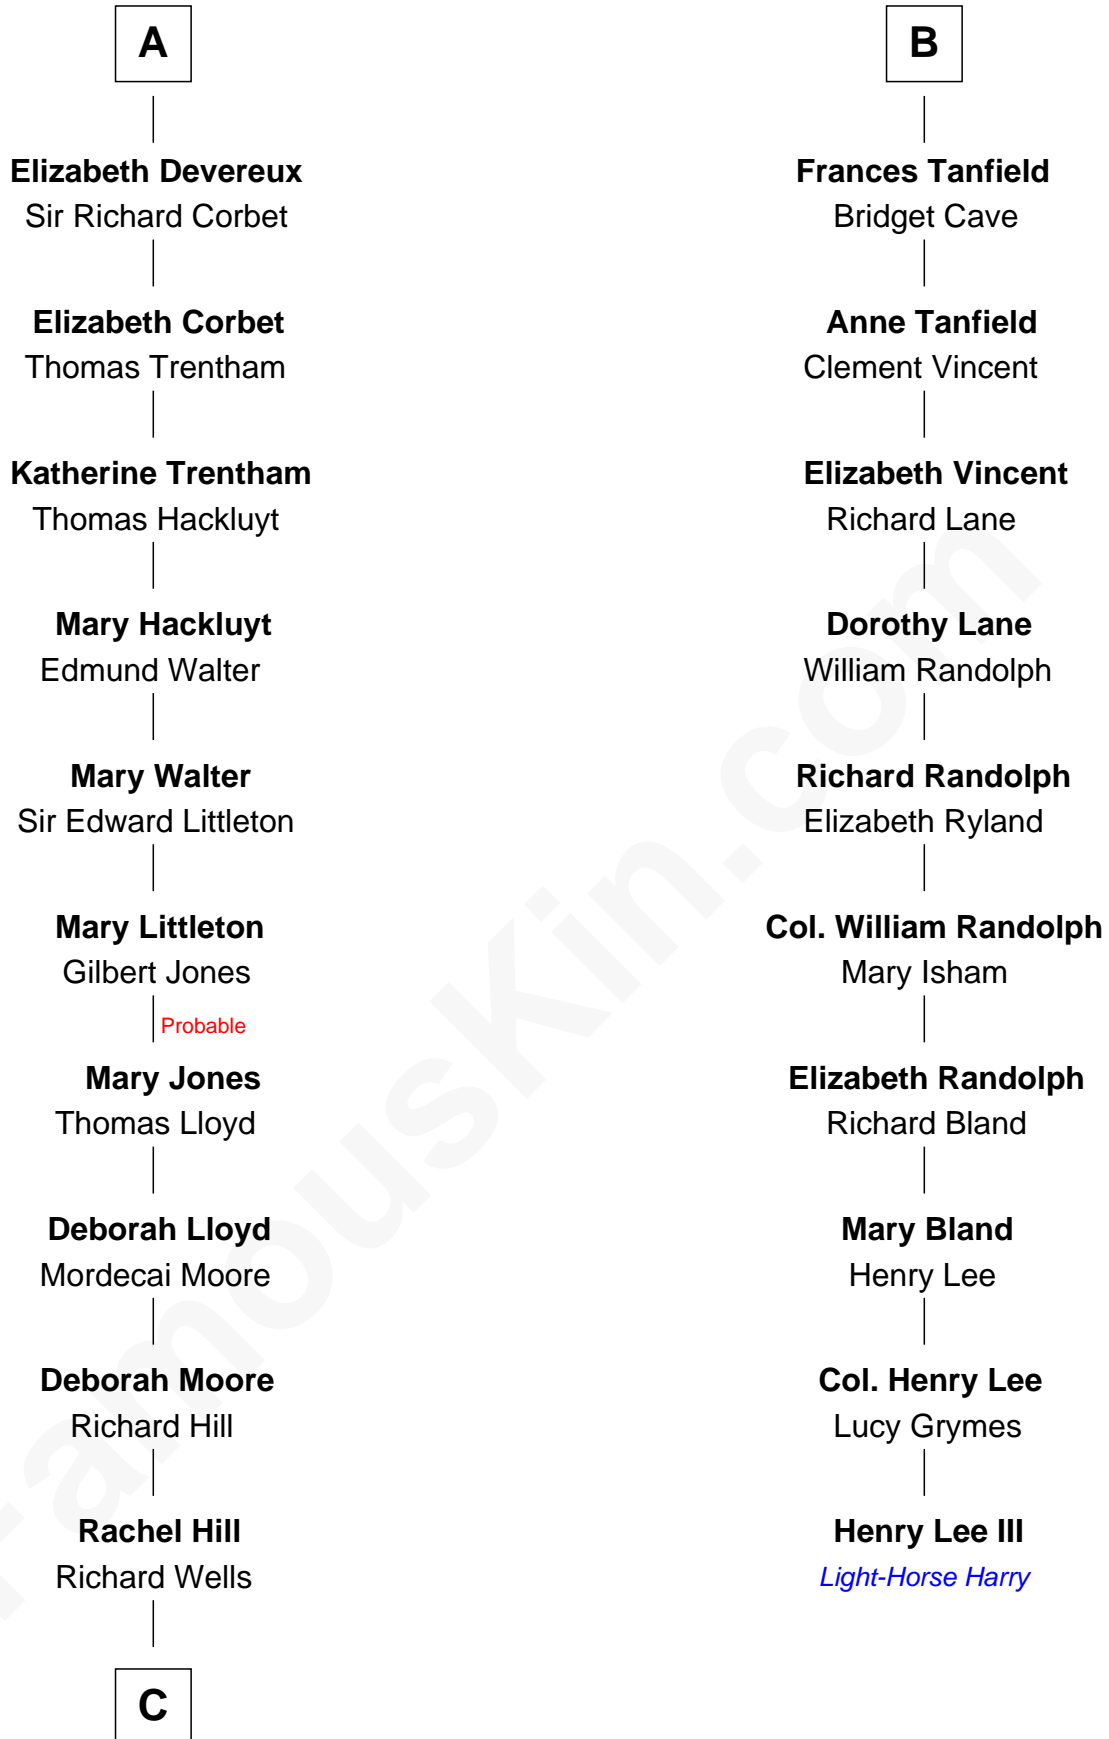 A
Elizabeth Devereux
Sir Richard Corbet
Elizabeth Corbet
Thomas Trentham
Katherine Trentham
Thomas Hackluyt
Mary Hackluyt
Edmund Walter
Mary Walter
Sir Edward Littleton
Mary Littleton
Gilbert Jones
Probable
Mary Jones
Thomas Lloyd
Deborah Lloyd
Mordecai Moore
Deborah Moore
Richard Hill
Rachel Hill
Richard Wells
C
B
Frances Tanfield
Bridget Cave
Anne Tanfield
Clement Vincent
Elizabeth Vincent
Richard Lane
Dorothy Lane
William Randolph
Richard Randolph
Elizabeth Ryland
Col. William Randolph
Mary Isham
Elizabeth Randolph
Richard Bland
Mary Bland
Henry Lee
Col. Henry Lee
Lucy Grymes
Henry Lee III
Light-Horse Harry
FamousKin.com